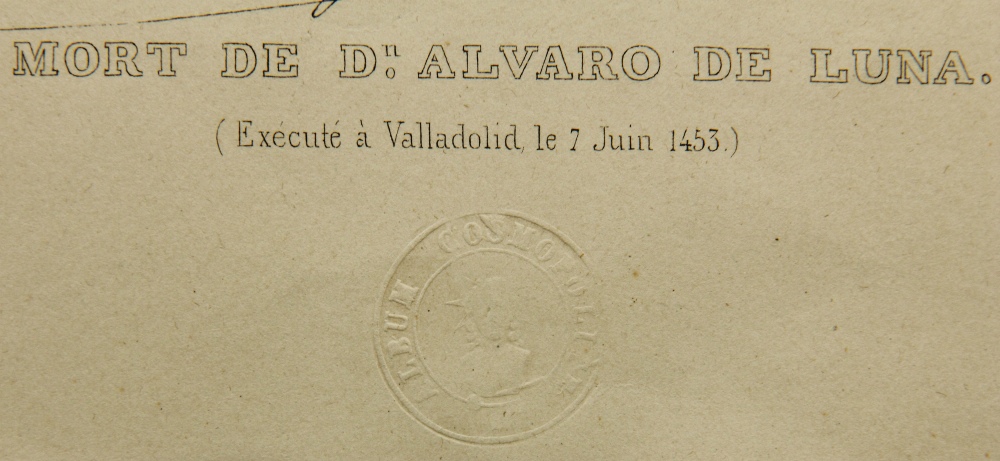 MORT DE Dⁿ. ALVARO DE LUNA.
(Exécuté à Valladolid, le 7 Juin 1453.)
ALBUM COSMOPOLITE